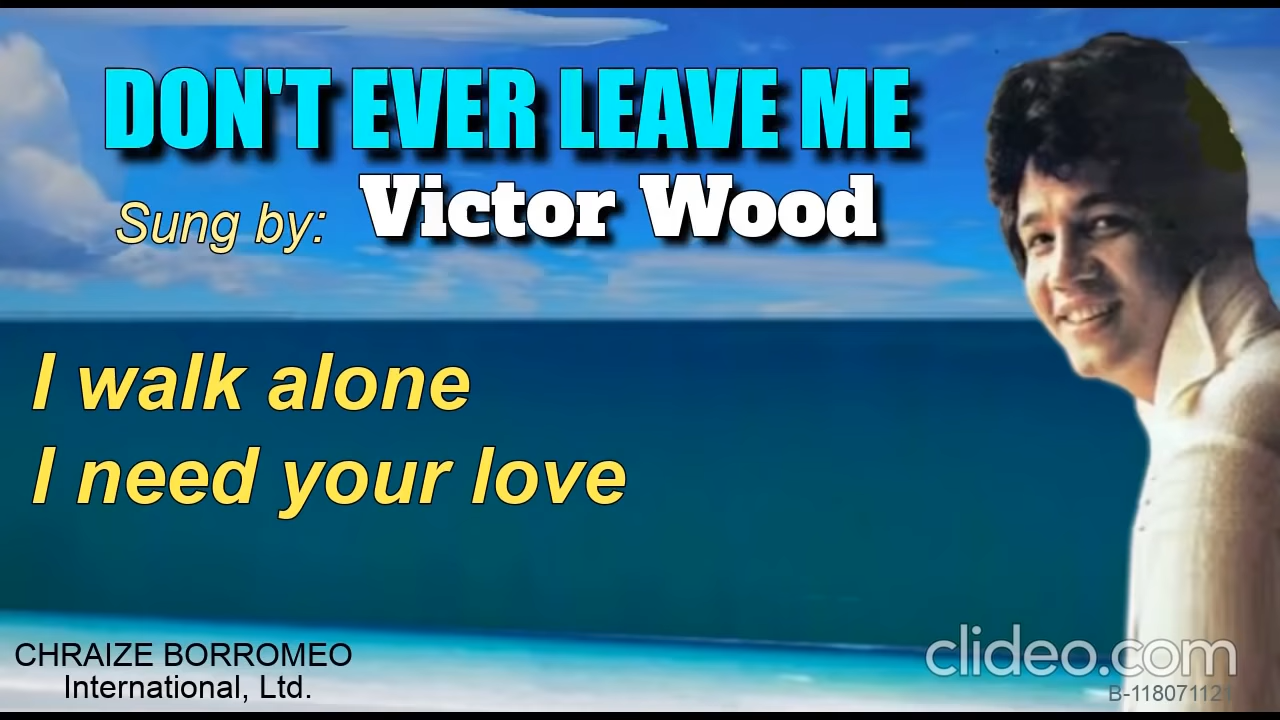 DON'T EVER LEAVE ME
Sung by: Victor Wood
I walk alone
I need your love
CHRAIZE BORROMEO
International, Ltd.
clideo.com
B-118071121